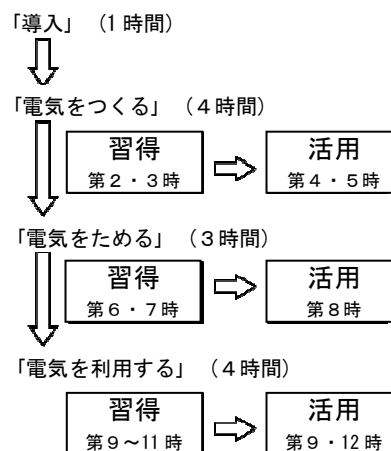 「導入」（１時間）
「電気をつくる」（４時間）
習得 活用
第２・３時 第４・５時
「電気をためる」（３時間）
習得 活用
第６・７時 第８時
「電気を利用する」（４時間）
習得 活用
第９～11時 第９・12時